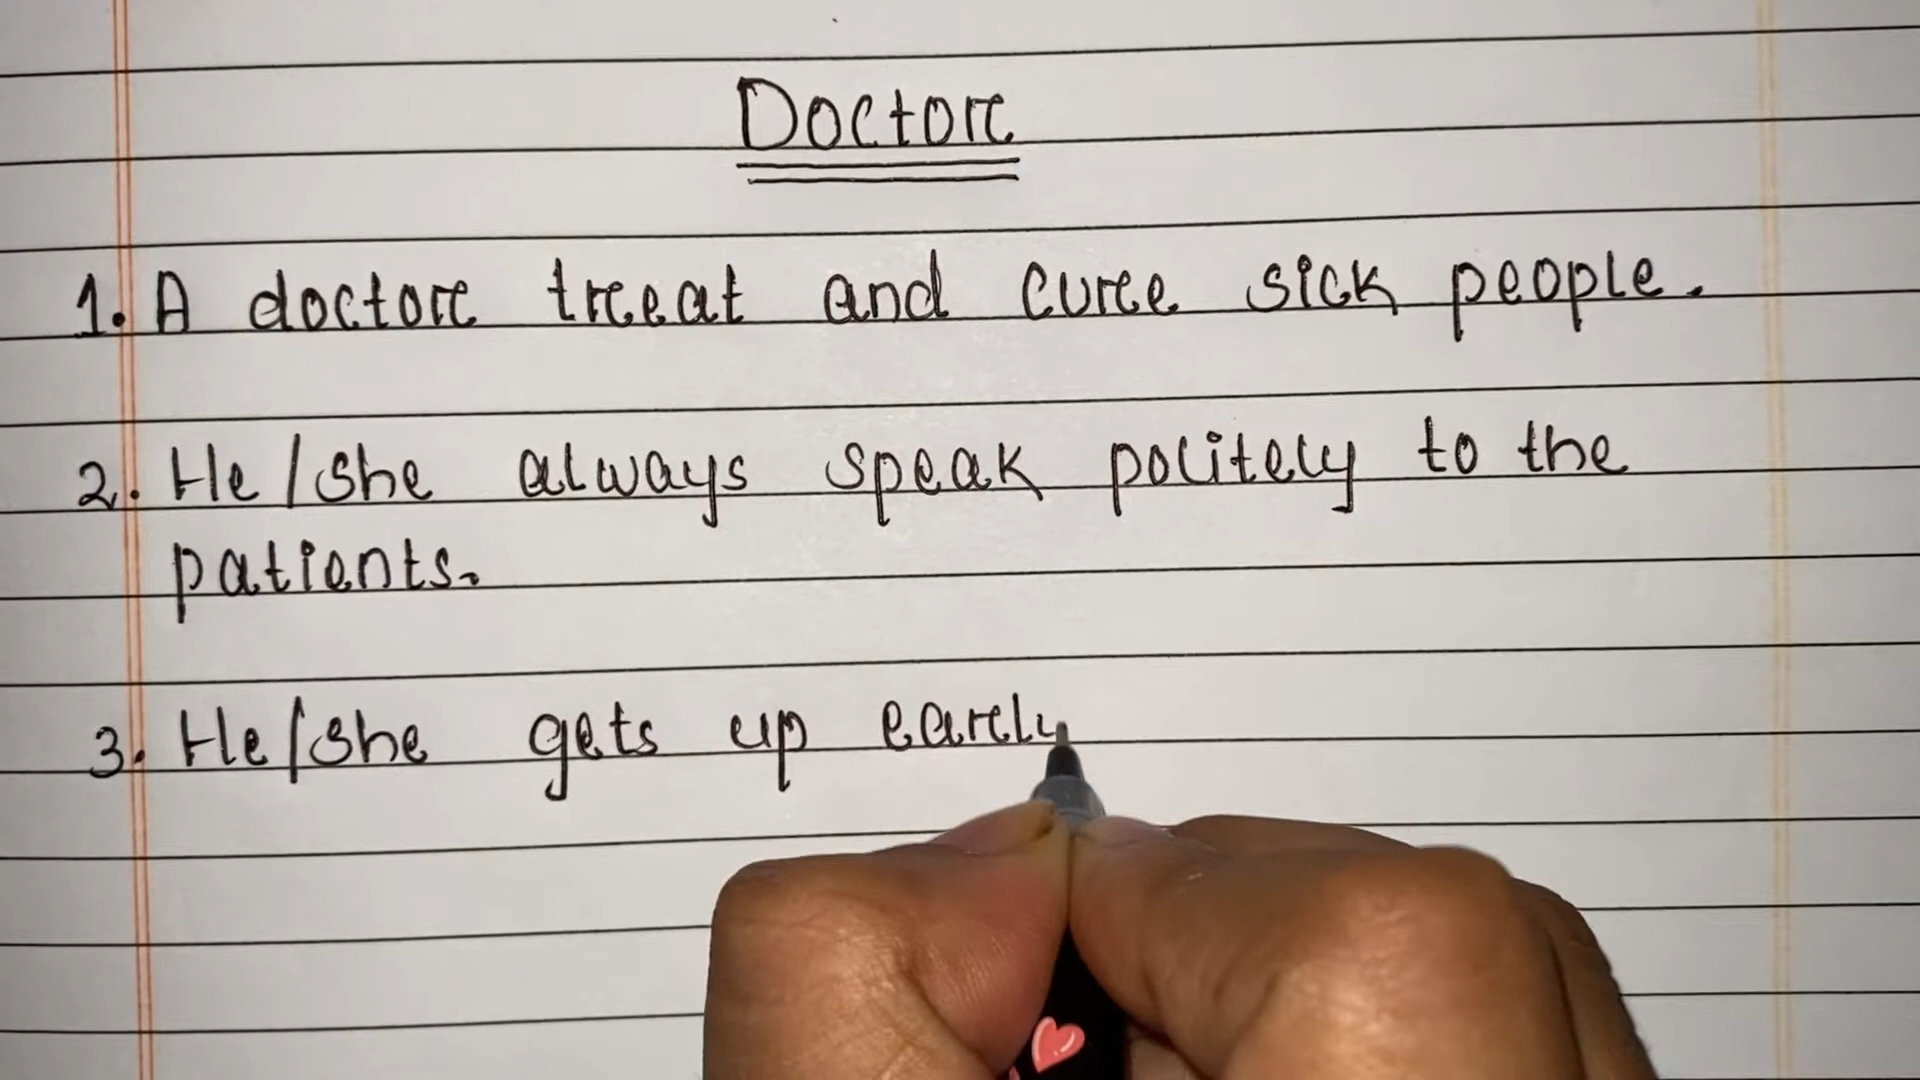 Doctor
1. A doctor treat and cure sick people.
2. He/she always speak politely to the
patients.
3. He/she gets up early